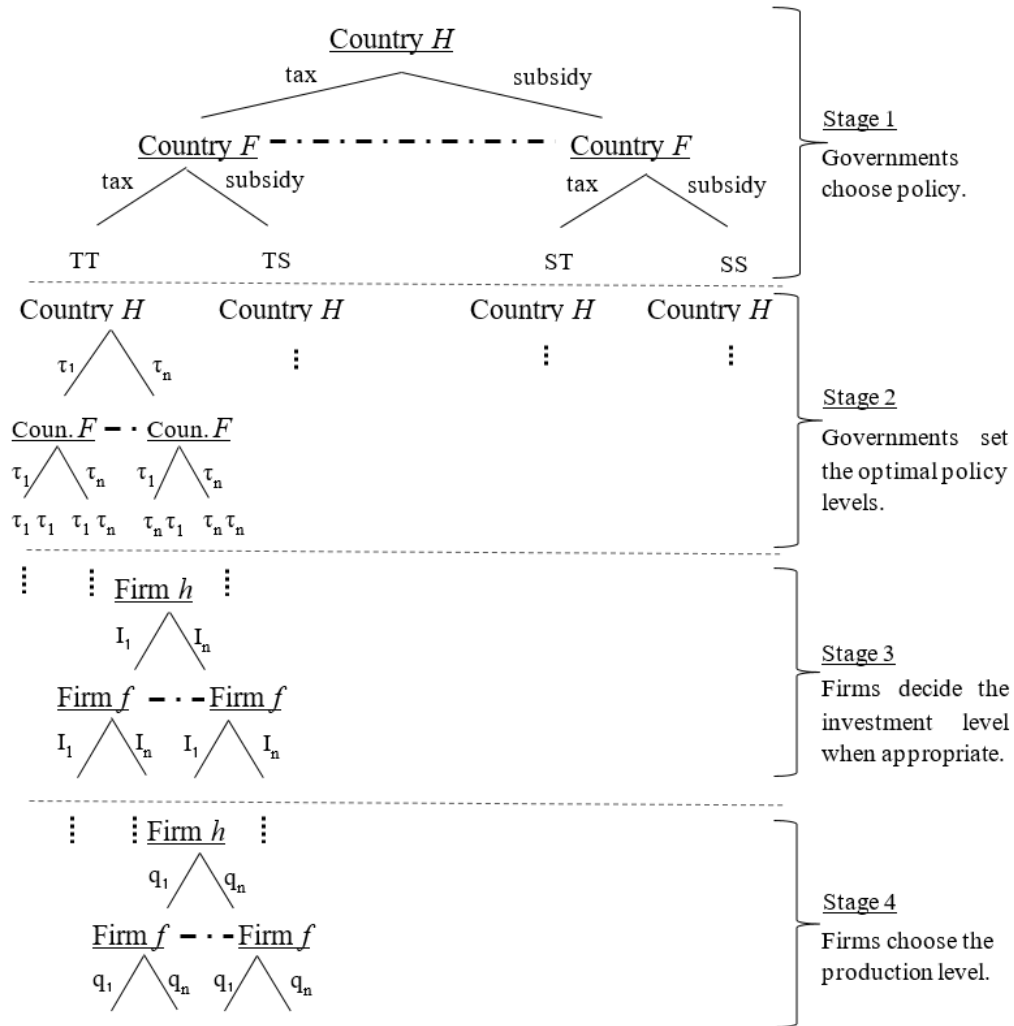 Country H
tax subsidy
Country F Country F
tax subsidy tax subsidy
TT TS ST SS
Stage 1
Governments
choose policy.
Country H Country H Country H Country H
τ₁ τₙ
Coun. F Coun. F
τ₁ τₙ τ₁ τₙ
τ₁ τ₁ τ₁ τₙ τₙ τ₁ τₙ τₙ
Stage 2
Governments set
the optimal policy
levels.
Firm h
I₁ Iₙ
Firm f Firm f
I₁ Iₙ I₁ Iₙ
Stage 3
Firms decide the
investment level
when appropriate.
Firm h
q₁ qₙ
Firm f Firm f
q₁ qₙ q₁ qₙ
Stage 4
Firms choose the
production level.